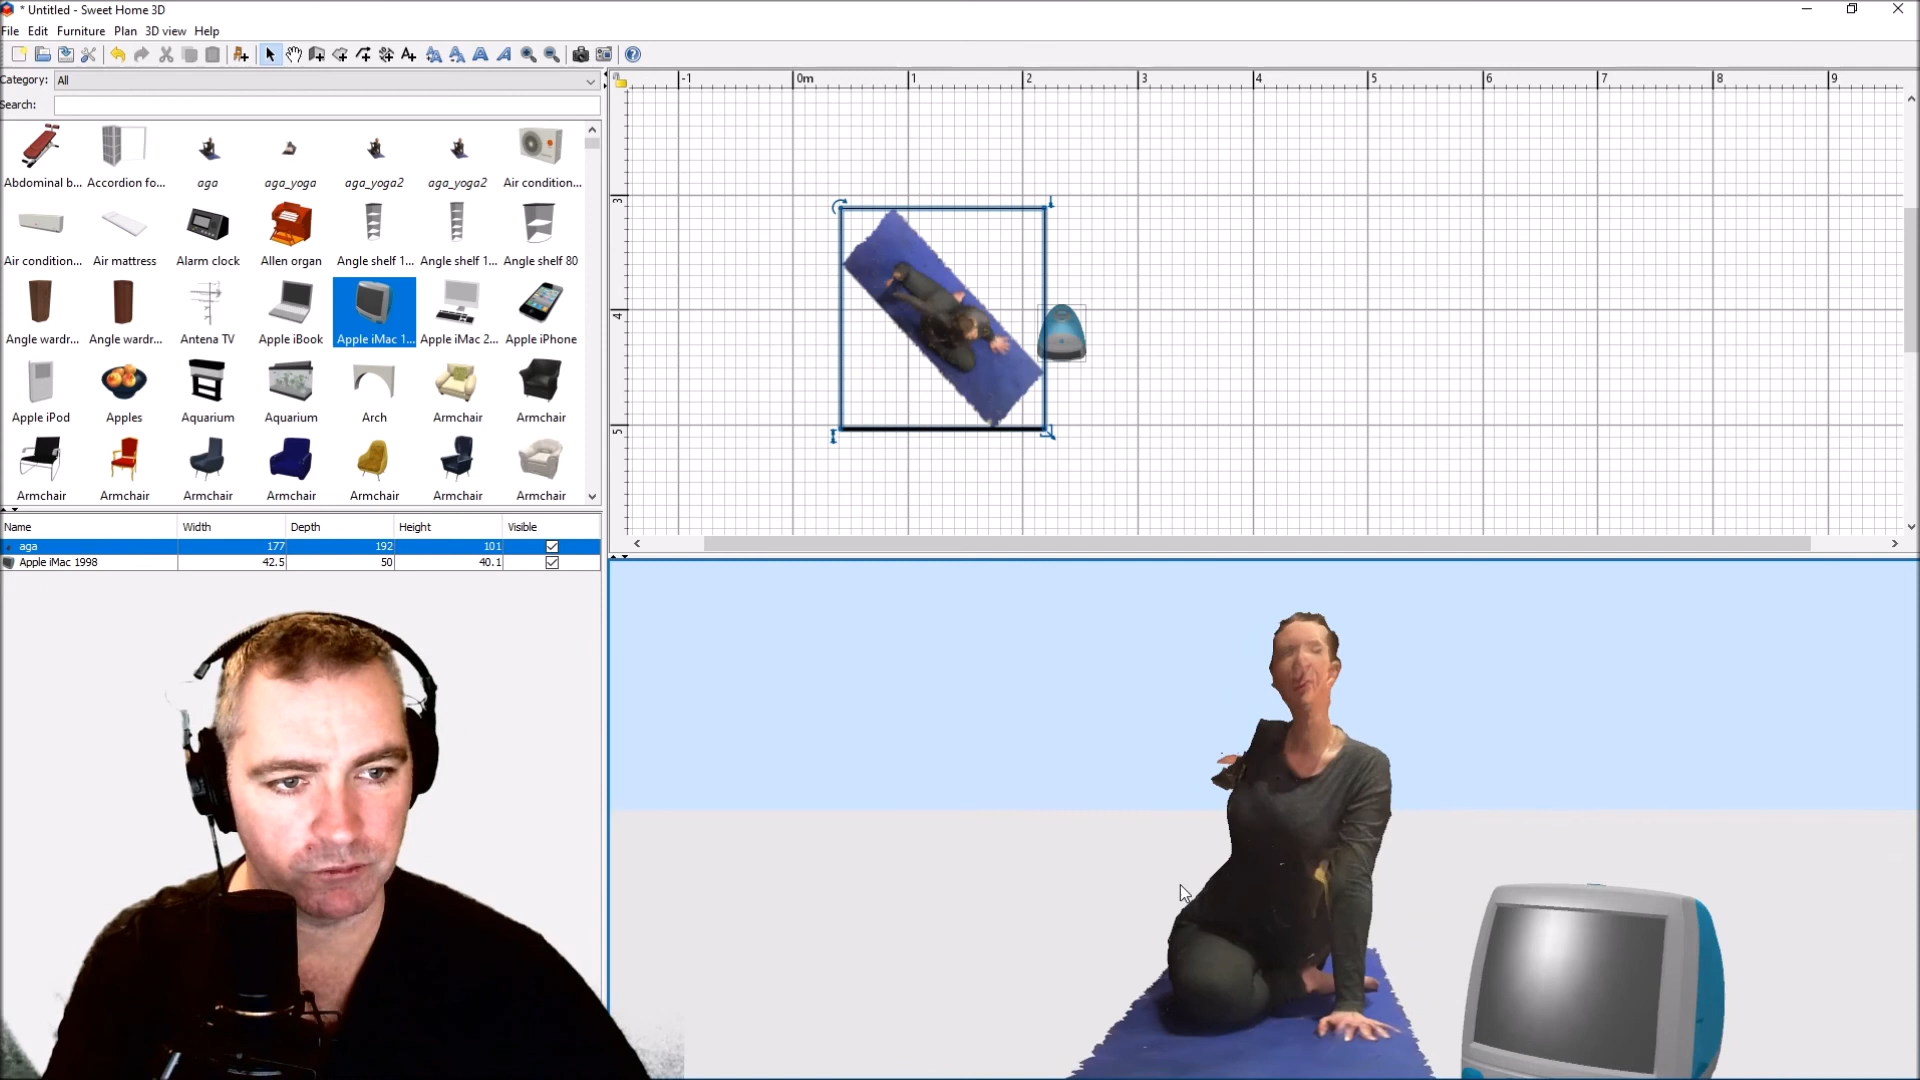 * Untitled - Sweet Home 3D
File Edit Furniture Plan 3D view Help
Category: All
Search:
Abdominal b... Accordion fo... aga aga_yoga aga_yoga2 aga_yoga2 Air condition...
Air condition... Air mattress Alarm clock Allen organ Angle shelf 1... Angle shelf 1... Angle shelf 80
Angle wardr... Angle wardr... Antena TV Apple iBook Apple iMac 1... Apple iMac 2... Apple iPhone
Apple iPod Apples Aquarium Aquarium Arch Armchair Armchair
Armchair Armchair Armchair Armchair Armchair Armchair Armchair
Name Width Depth Height Visible
aga 177 192 101
Apple iMac 1998 42.5 50 40.1
-1 0m 1 2 3 4 5 6 7 8 9
3
4
5